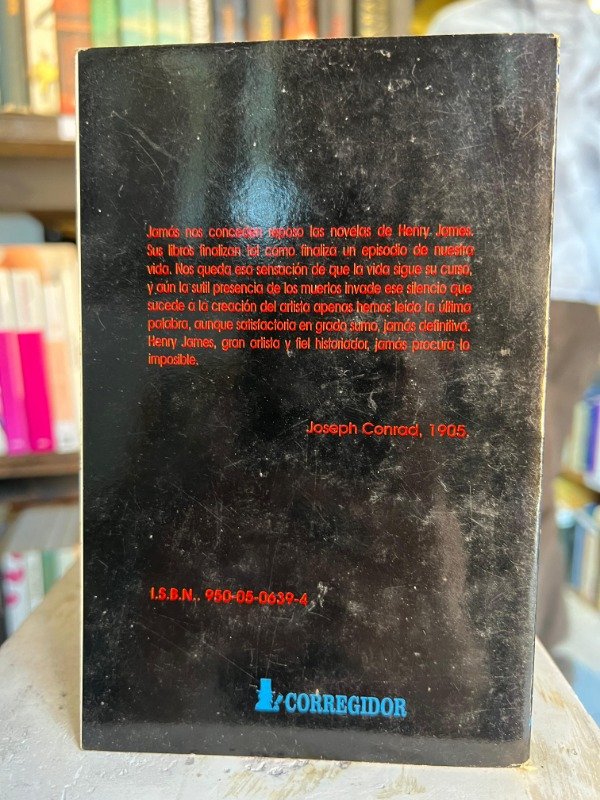 Jamás nos conceden reposo las novelas de Henry James.
Sus libros finalizan tal como finaliza un episodio de nuestra
vida. Nos queda esa sensación de que la vida sigue su curso,
y aún la sutil presencia de los muertos invade ese silencio que
sucede a la creación del artista apenas hemos leído la última
palabra, aunque satisfactoria en grado sumo, jamás definitiva.
Henry James, gran artista y fiel historiador, jamás procura lo
imposible.
Joseph Conrad, 1905.
I.S.B.N.. 950-05-0639-4
CORREGIDOR